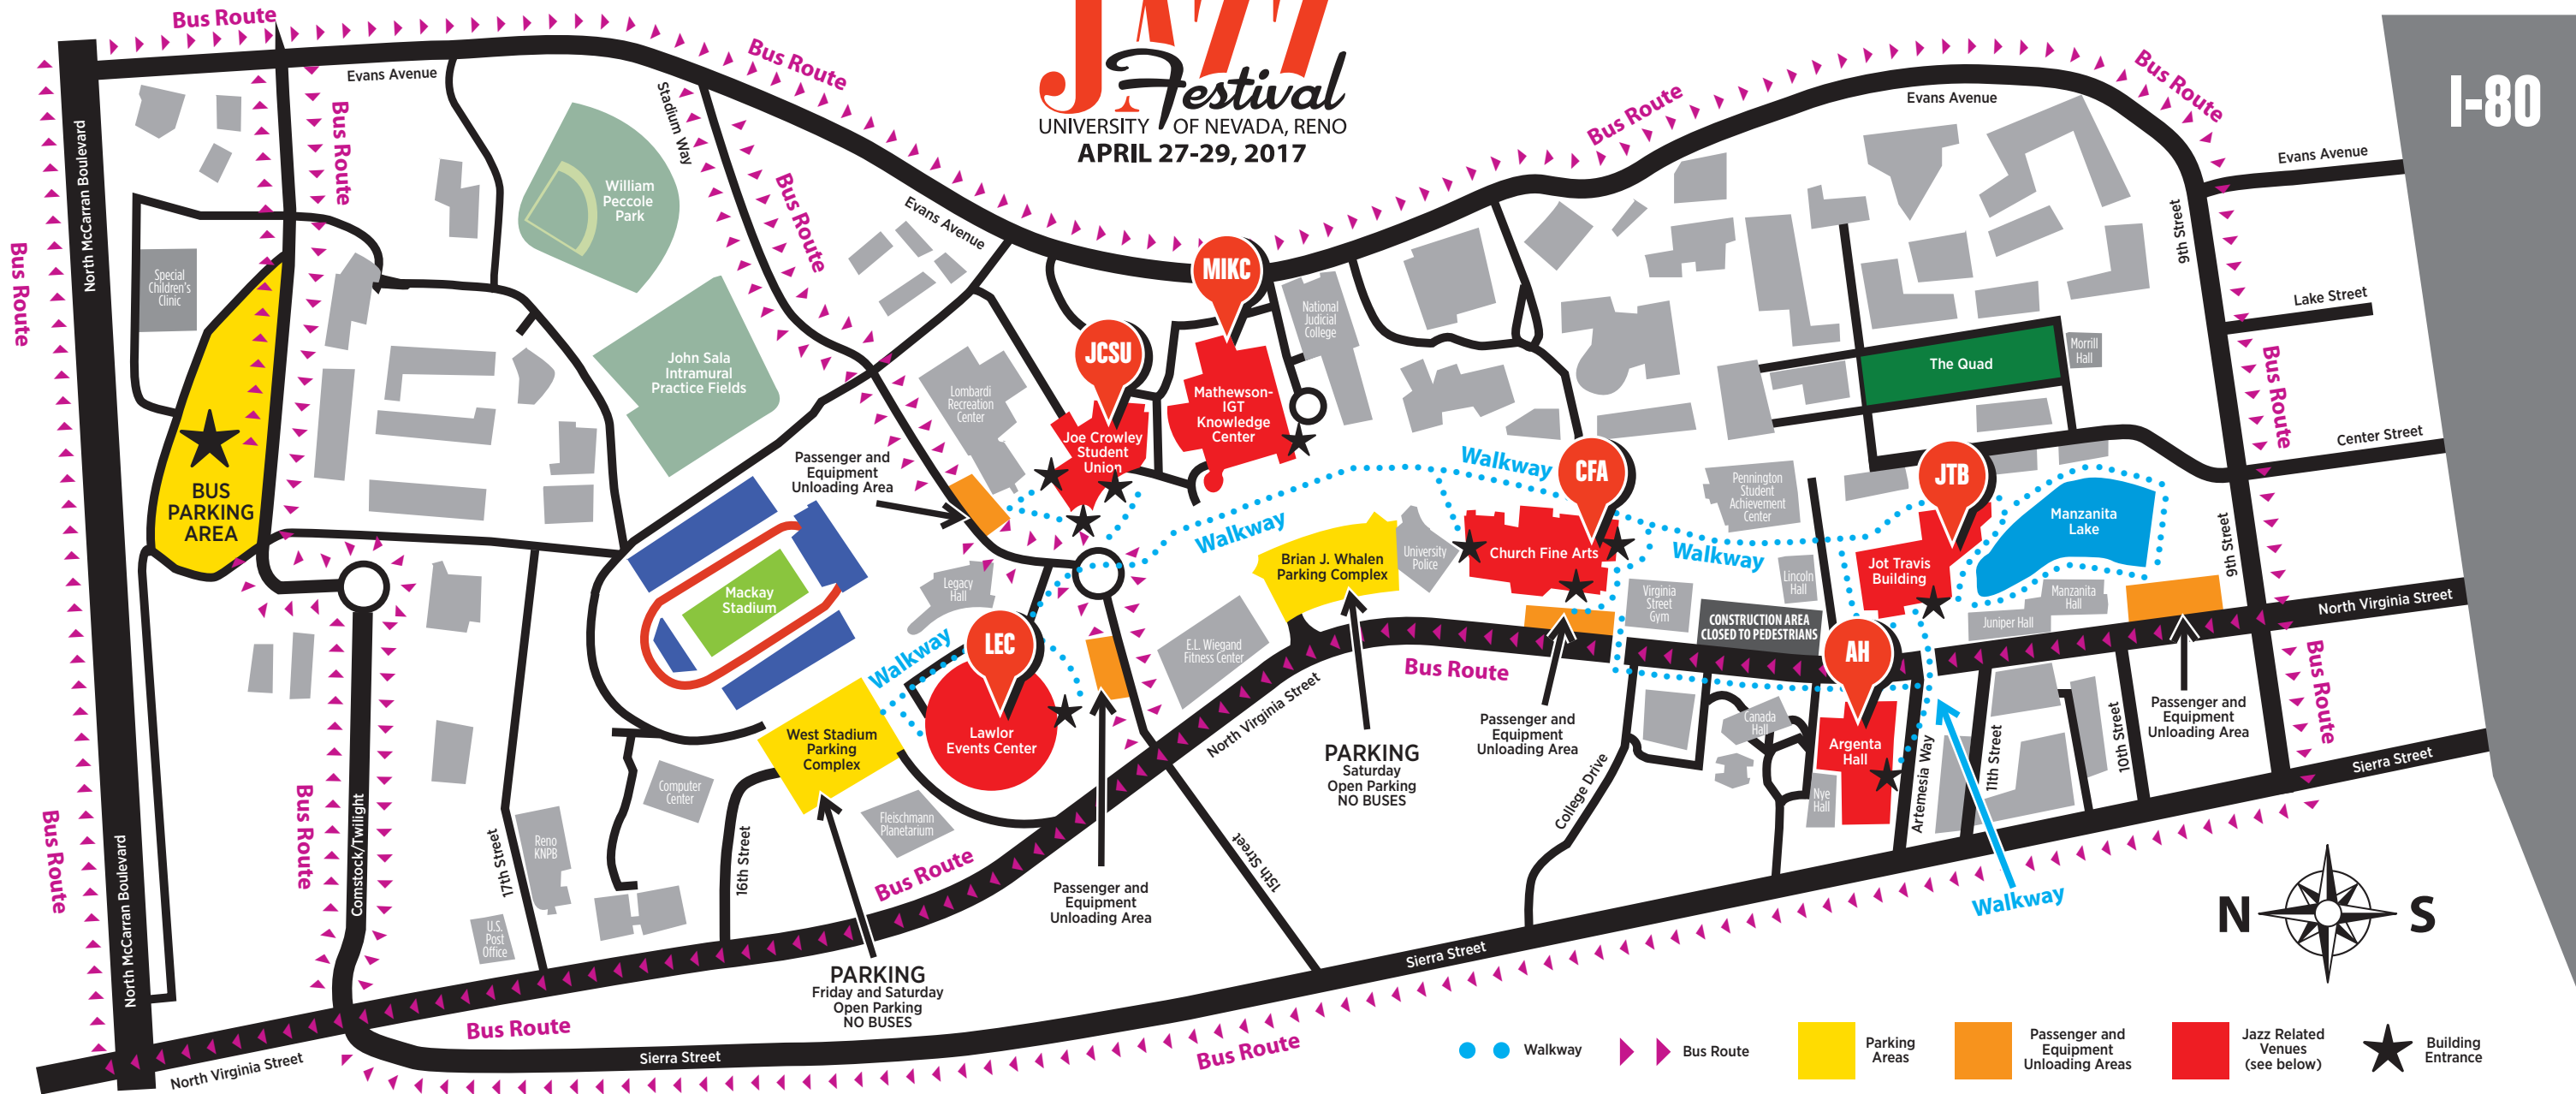 JAZZ
Festival
UNIVERSITY OF NEVADA, RENO
APRIL 27-29, 2017
Bus Route
Bus Route
Bus Route
Bus Route
Bus Route
Evans Avenue
Evans Avenue
Evans Avenue
Evans Avenue
I-80
North McCarran Boulevard
Bus Route
Stadium Way
Bus Route
Bus Route
William
Peccole
Park
Special
Children's
Clinic
John Sala
Intramural
Practice Fields
BUS
PARKING
AREA
MIKC
JCSU
National
Judicial
College
Lombardi
Recreation
Center
Mathewson-
IGT
Knowledge
Center
Joe Crowley
Student
Union
Passenger and
Equipment
Unloading Area
9th Street
Lake Street
The Quad
Morrill
Hall
Bus Route
Center Street
Walkway
CFA
JTB
Pennington
Student
Achievement
Center
Manzanita
Lake
Walkway
Brian J. Whalen
Parking Complex
University
Police
Church Fine Arts
Walkway
Jot Travis
Building
Lincoln
Hall
Virginia
Street
Gym
CONSTRUCTION AREA
CLOSED TO PEDESTRIANS
Manzanita
Hall
Juniper Hall
9th Street
North Virginia Street
Mackay
Stadium
Legacy
Hall
Walkway
LEC
Lawlor
Events Center
E.L. Wiegand
Fitness Center
Bus Route
AH
West Stadium
Parking
Complex
North Virginia Street
PARKING
Saturday
Open Parking
NO BUSES
Passenger and
Equipment
Unloading Area
College Drive
Canada
Hall
Argenta
Hall
Nye
Hall
Artemesia Way
11th Street
10th Street
Passenger and
Equipment
Unloading Area
Bus Route
Sierra Street
Computer
Center
Fleischmann
Planetarium
Bus Route
Bus Route
Comstock/Twilight
17th Street
Reno
KNPB
16th Street
Bus Route
Passenger and
Equipment
Unloading Area
15th Street
Walkway
U.S.
Post
Office
North McCarran Boulevard
PARKING
Friday and Saturday
Open Parking
NO BUSES
Sierra Street
N
S
Bus Route
Bus Route
North Virginia Street
Sierra Street
Walkway
Bus Route
Parking
Areas
Passenger and
Equipment
Unloading Areas
Jazz Related
Venues
(see below)
Building
Entrance